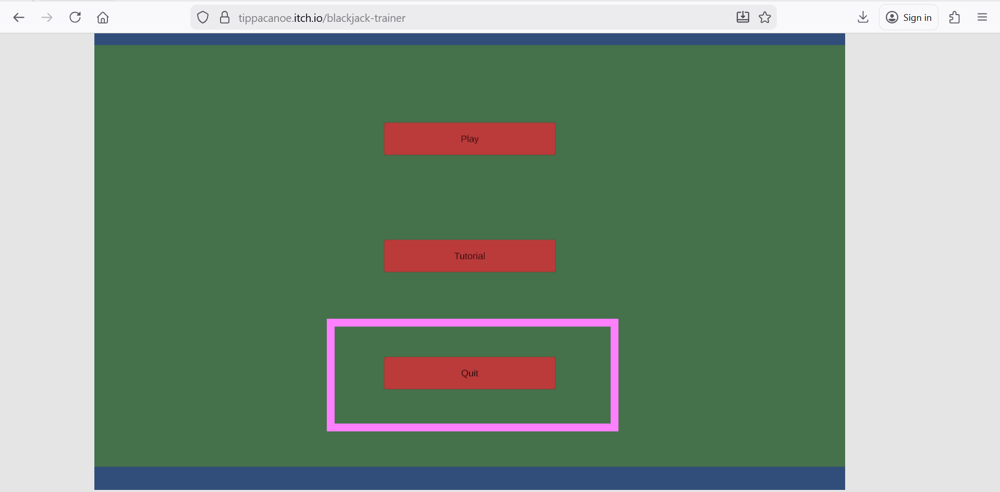 tippacanoe.itch.io/blackjack-trainer
Sign in
Play
Tutorial
Quit